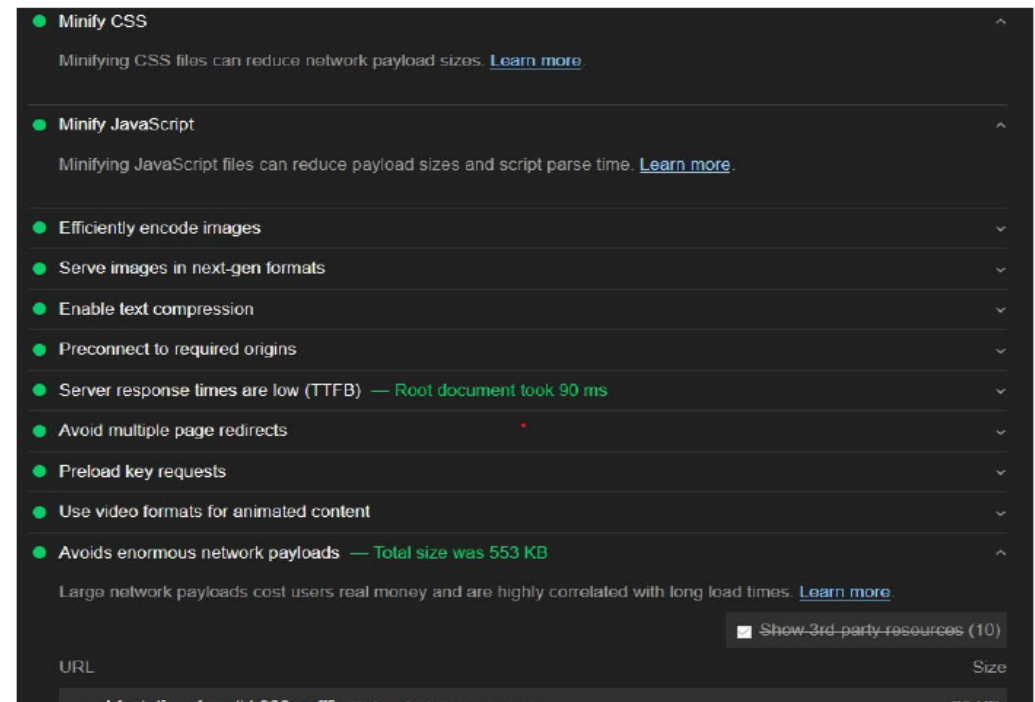 Minify CSS
Minifying CSS files can reduce network payload sizes. Learn more.
Minify JavaScript
Minifying JavaScript files can reduce payload sizes and script parse time. Learn more.
Efficiently encode images
Serve images in next-gen formats
Enable text compression
Preconnect to required origins
Server response times are low (TTFB) — Root document took 90 ms
Avoid multiple page redirects
Preload key requests
Use video formats for animated content
Avoids enormous network payloads — Total size was 553 KB
Large network payloads cost users real money and are highly correlated with long load times. Learn more.
Show 3rd-party resources (10)
URL Size